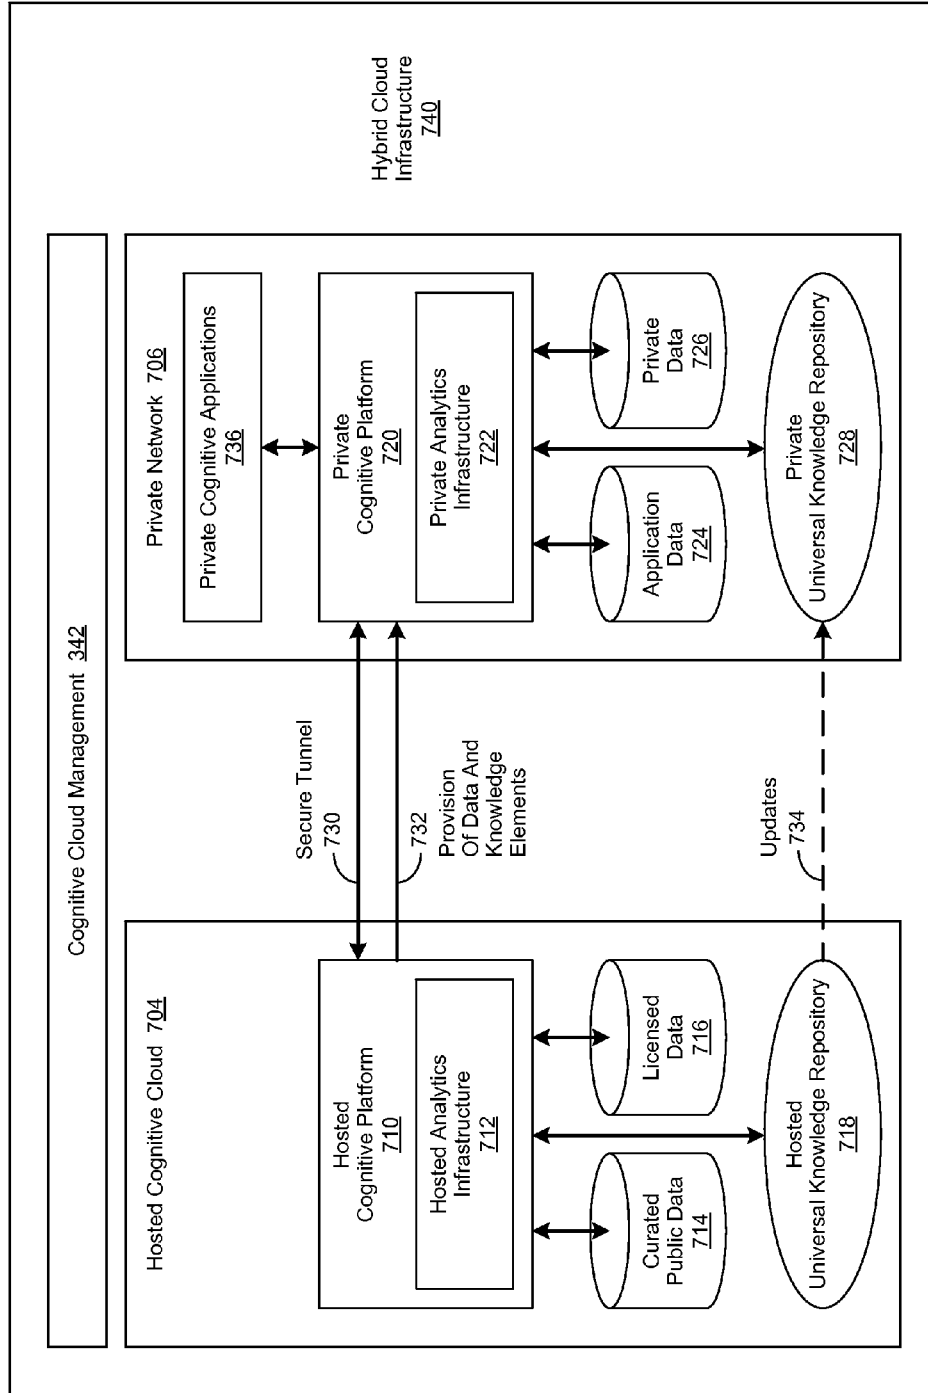 Cognitive Cloud Management 342
Hosted Cognitive Cloud 704
Hosted
Cognitive Platform
710
Hosted Analytics
Infrastructure
712
Curated
Public Data
714
Licensed
Data
716
Hosted
Universal Knowledge Repository
718
Secure Tunnel
730
732
Provision
Of Data And
Knowledge
Elements
Updates
734
Private Network 706
Private Cognitive Applications
736
Private
Cognitive Platform
720
Private Analytics
Infrastructure
722
Application
Data
724
Private
Data
726
Private
Universal Knowledge Repository
728
Hybrid Cloud
Infrastructure
740